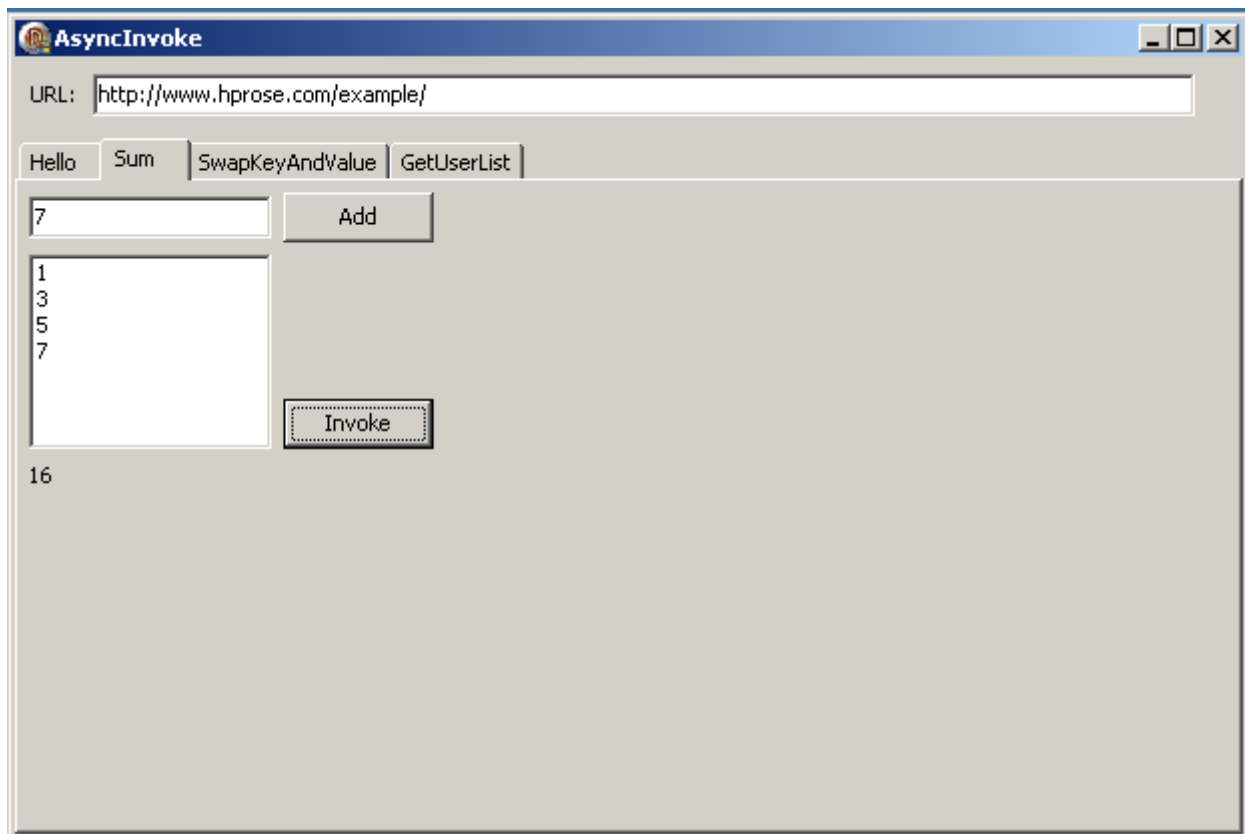 AsyncInvoke
URL: http://www.hprose.com/example/
Hello Sum SwapKeyAndValue GetUserList
7 Add
1
3
5
7
Invoke
16